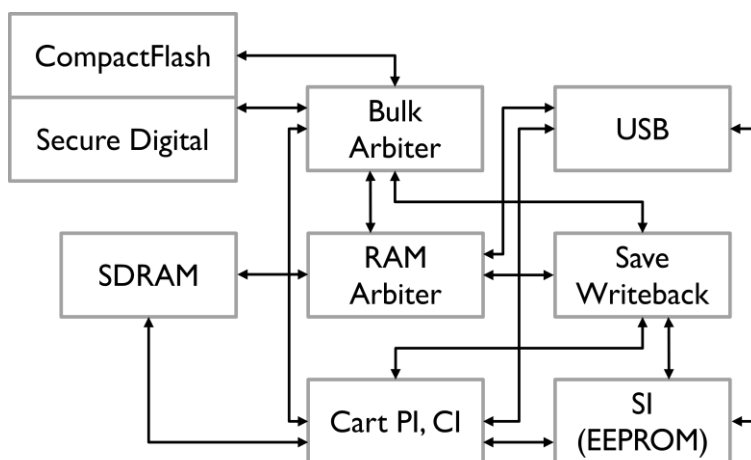 CompactFlash
Secure Digital
Bulk
Arbiter
USB
SDRAM
RAM
Arbiter
Save
Writeback
Cart PI, CI
SI
(EEPROM)